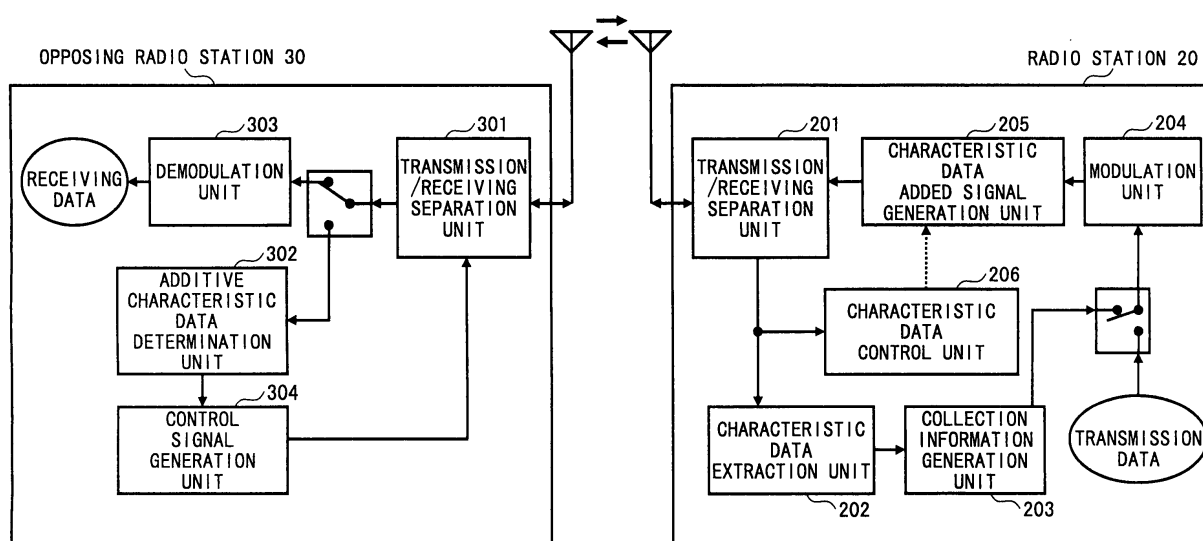 OPPOSING RADIO STATION 30
RADIO STATION 20
303
301
RECEIVING
DATA
DEMODULATION
UNIT
TRANSMISSION
/RECEIVING
SEPARATION
UNIT
302
ADDITIVE
CHARACTERISTIC
DATA
DETERMINATION
UNIT
304
CONTROL
SIGNAL
GENERATION
UNIT
201
205
204
TRANSMISSION
/RECEIVING
SEPARATION
UNIT
CHARACTERISTIC
DATA
ADDED SIGNAL
GENERATION UNIT
MODULATION
UNIT
206
CHARACTERISTIC
DATA
CONTROL UNIT
CHARACTERISTIC
DATA
EXTRACTION UNIT
202
COLLECTION
INFORMATION
GENERATION
UNIT
203
TRANSMISSION
DATA